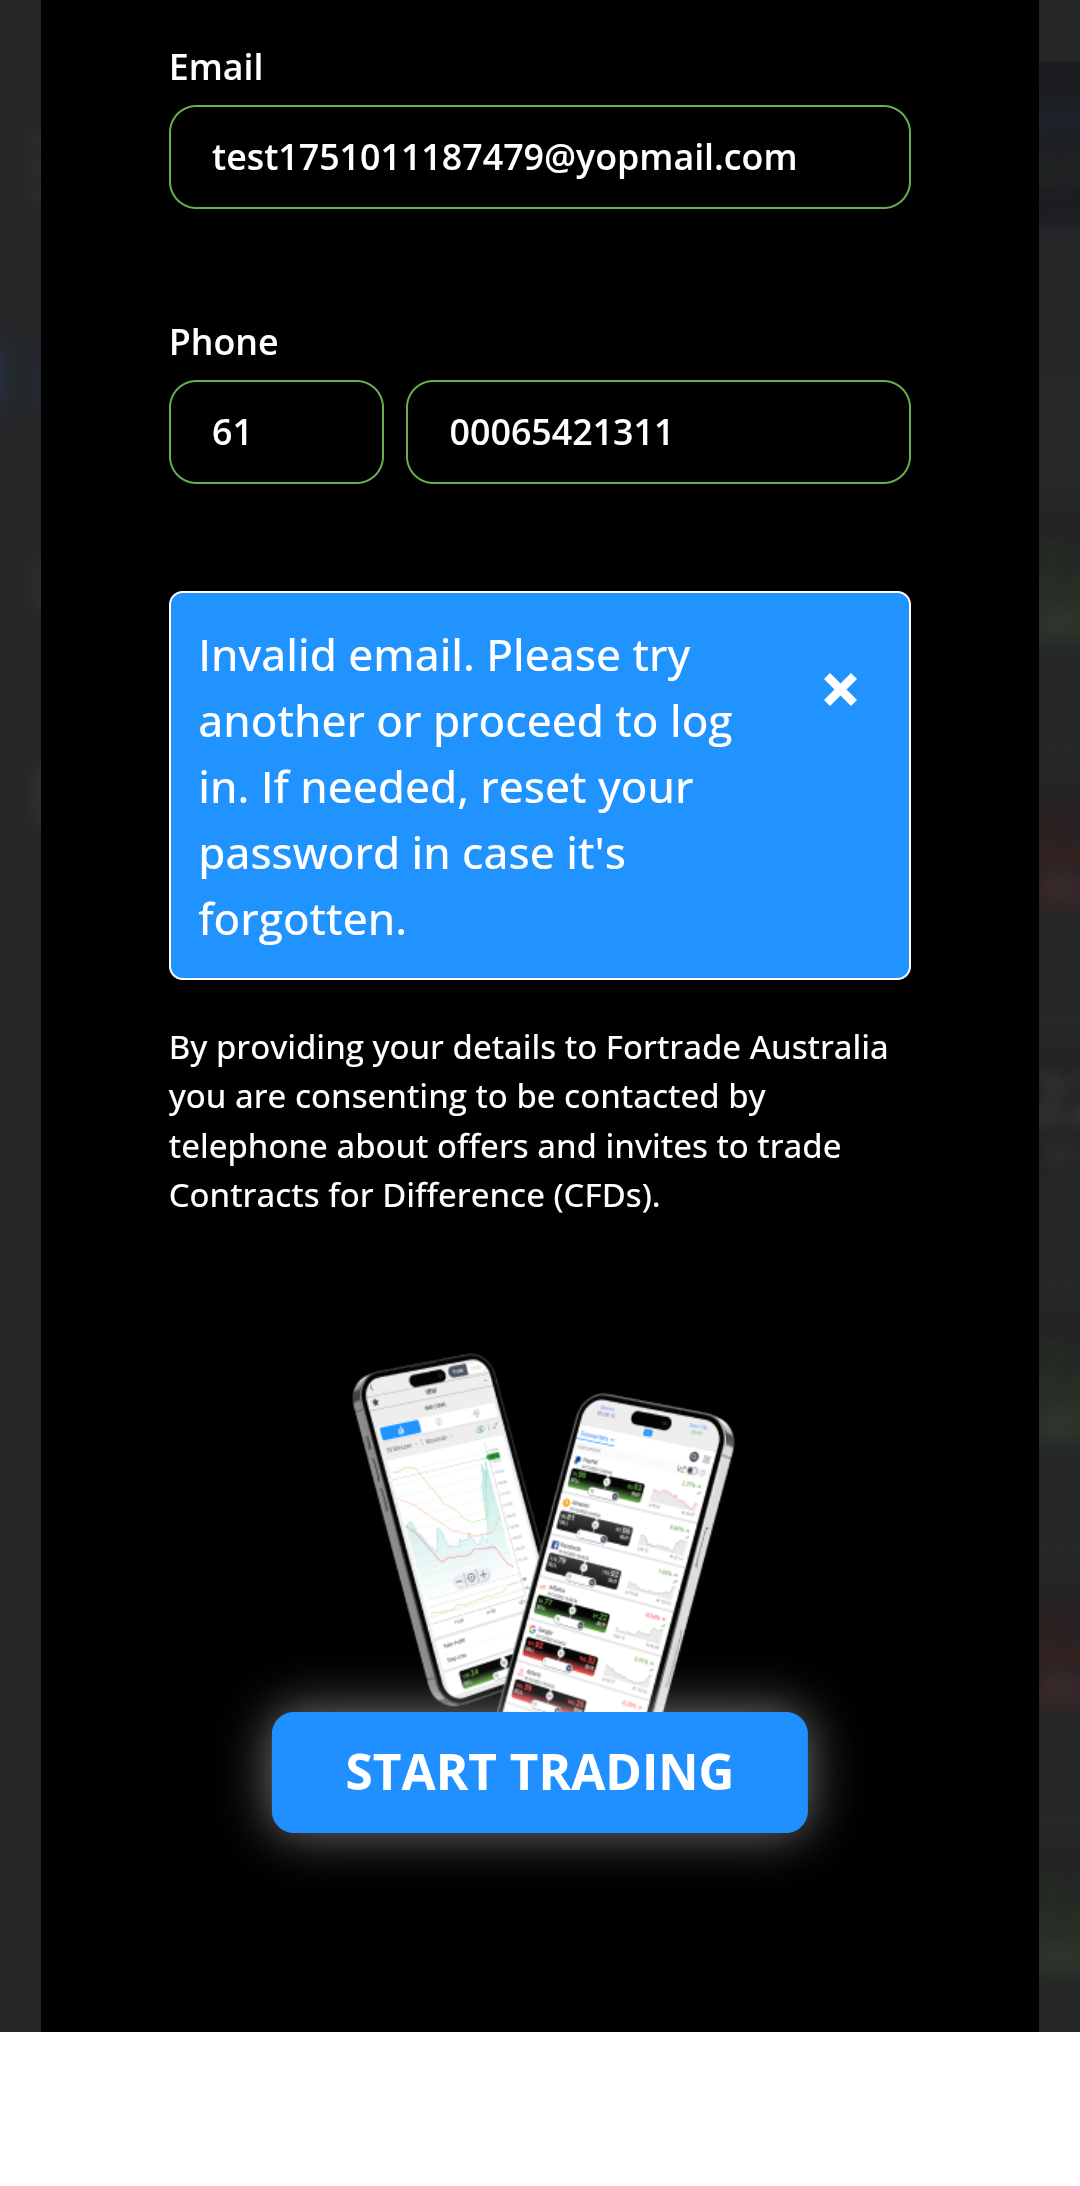 Email
test1751011187479@yopmail.com
Phone
61
00065421311
Invalid email. Please try
another or proceed to log
in. If needed, reset your
password in case it's
forgotten.
By providing your details to Fortrade Australia
you are consenting to be contacted by
telephone about offers and invites to trade
Contracts for Difference (CFDs).
START TRADING